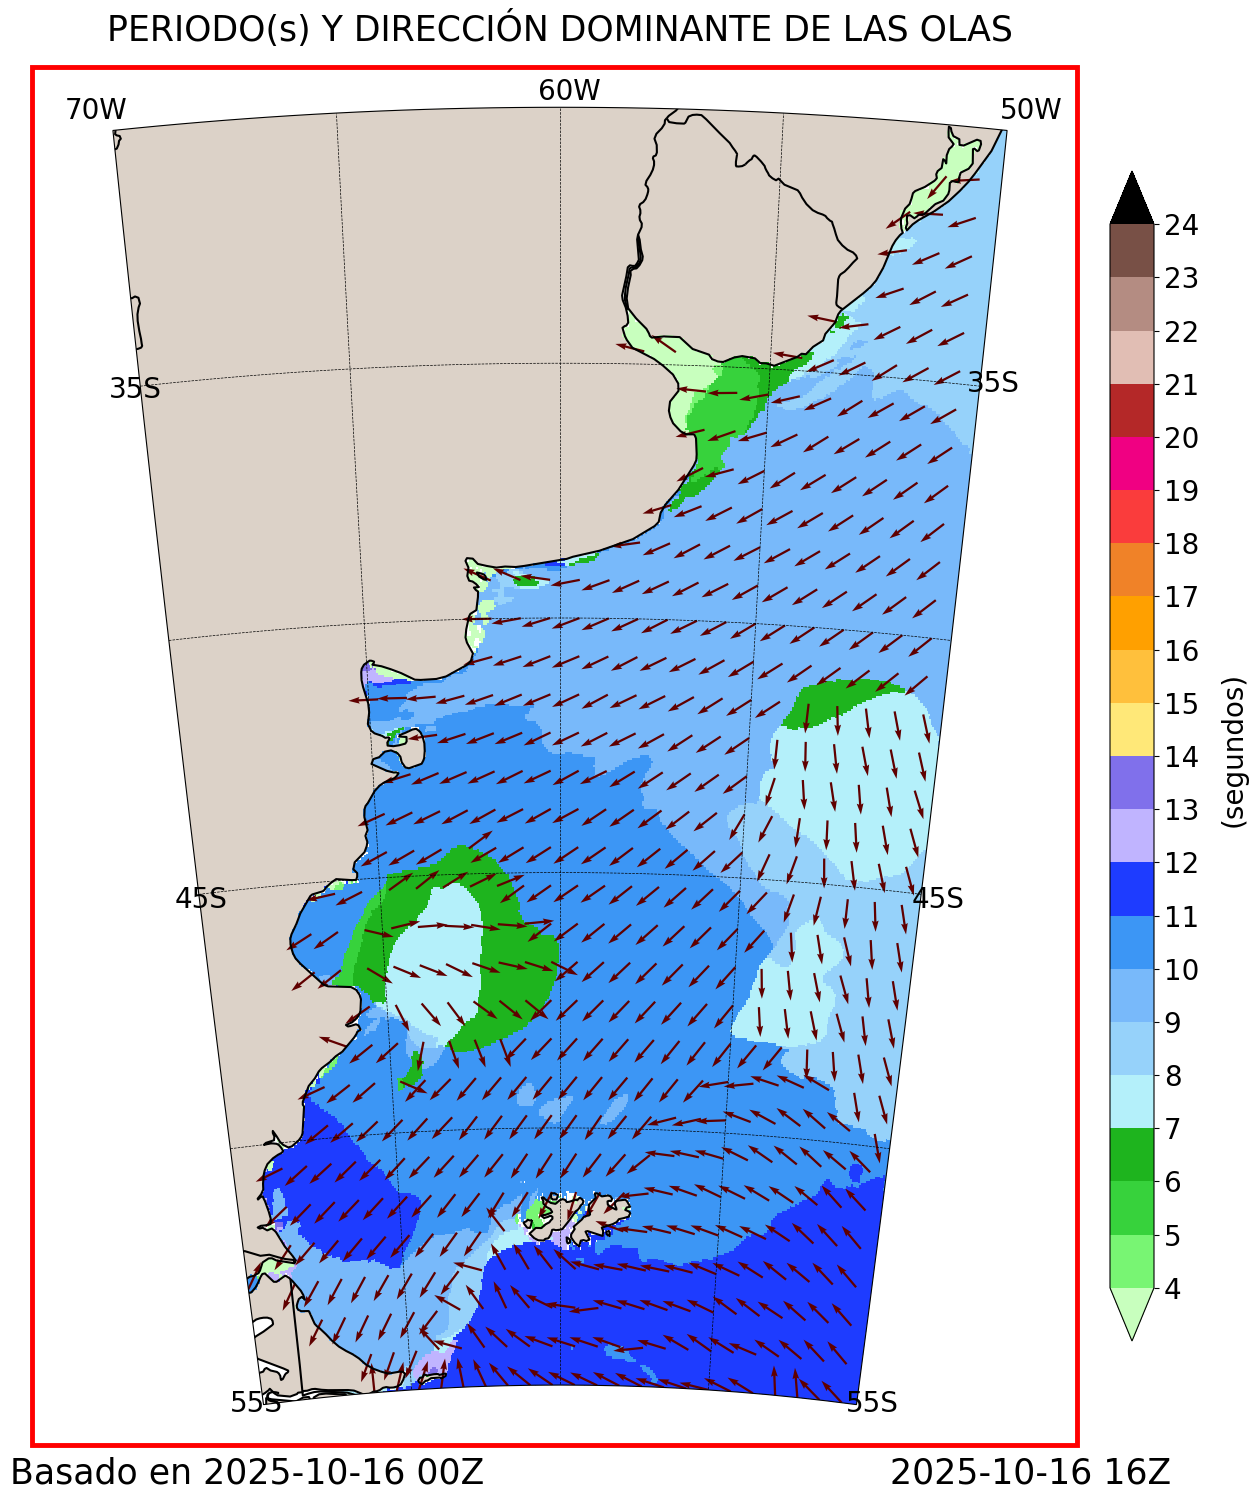 PERIODO(s) Y DIRECCIÓN DOMINANTE DE LAS OLAS
70W
60W
50W
35S
35S
45S
45S
55S
55S
24
23
22
21
20
19
18
17
16
15
14
13
12
11
10
9
8
7
6
5
4
(segundos)
Basado en 2025-10-16 00Z
2025-10-16 16Z